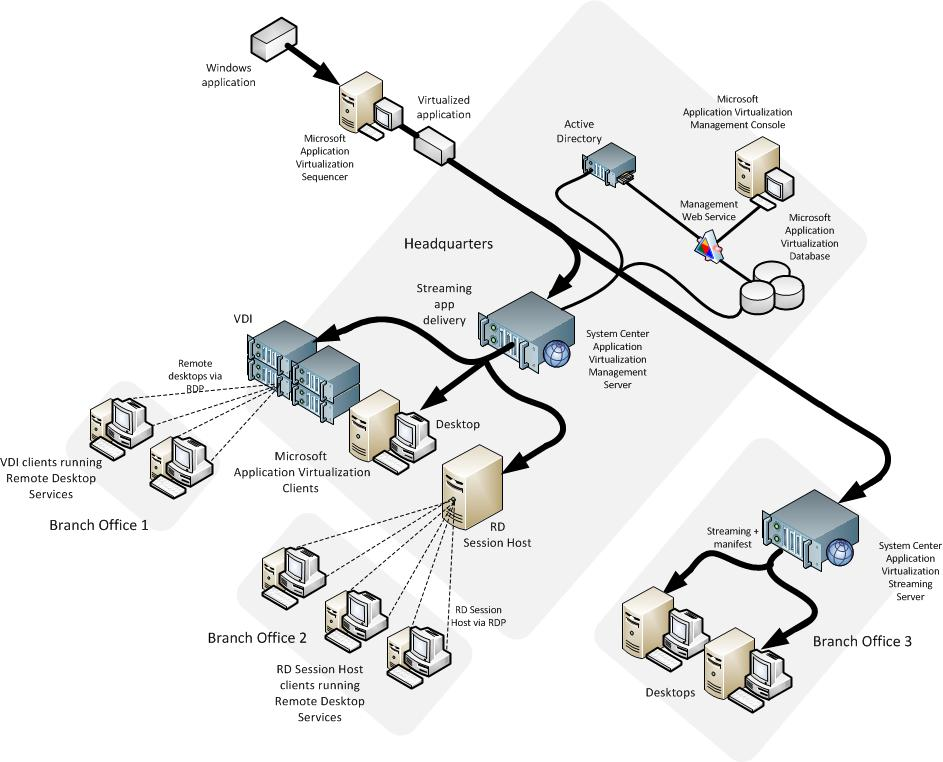 Windows
application
Microsoft
Application
Virtualization
Sequencer
Virtualized
application
Active
Directory
Microsoft
Application Virtualization
Management Console
Management
Web Service
Microsoft
Application
Virtualization
Database
Headquarters
Streaming
app
delivery
System Center
Application
Virtualization
Management
Server
VDI
Remote
desktops via
RDP
Desktop
Microsoft
Application Virtualization
Clients
VDI clients running
Remote Desktop
Services
Branch Office 1
RD
Session Host
RD Session
Host via RDP
Branch Office 2
RD Session Host
clients running
Remote Desktop
Services
Streaming +
manifest
System Center
Application
Virtualization
Streaming
Server
Branch Office 3
Desktops